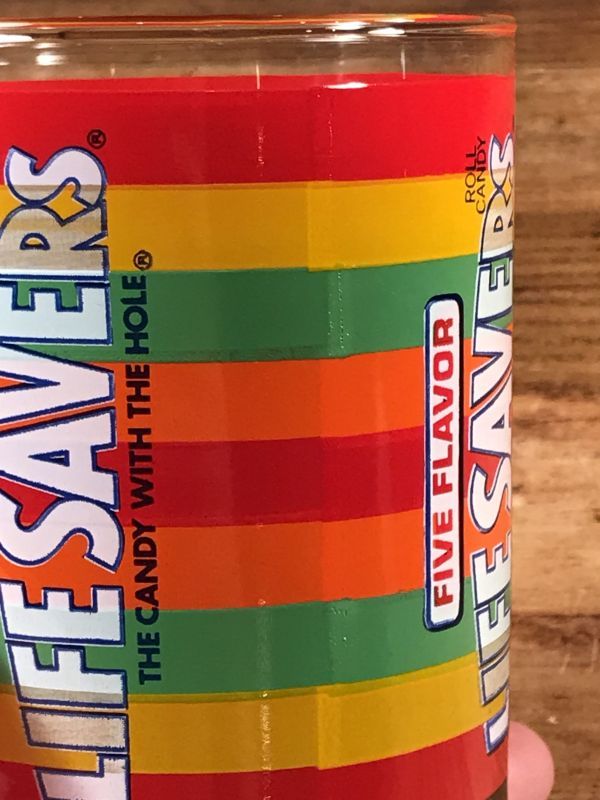 LIFE SAVERS®
THE CANDY WITH THE HOLE®
FIVE FLAVOR
LIFE SAVERS
ROLL
CANDY